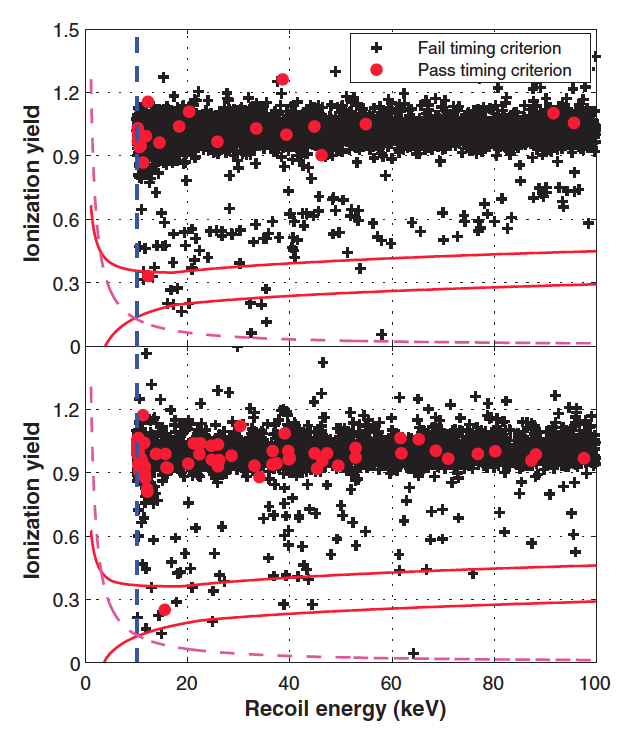 1.5
Fail timing criterion
Pass timing criterion
1.2
0.9
0.6
0.3
0
Ionization yield
1.2
0.9
0.6
0.3
0
Ionization yield
0 20 40 60 80 100
Recoil energy (keV)